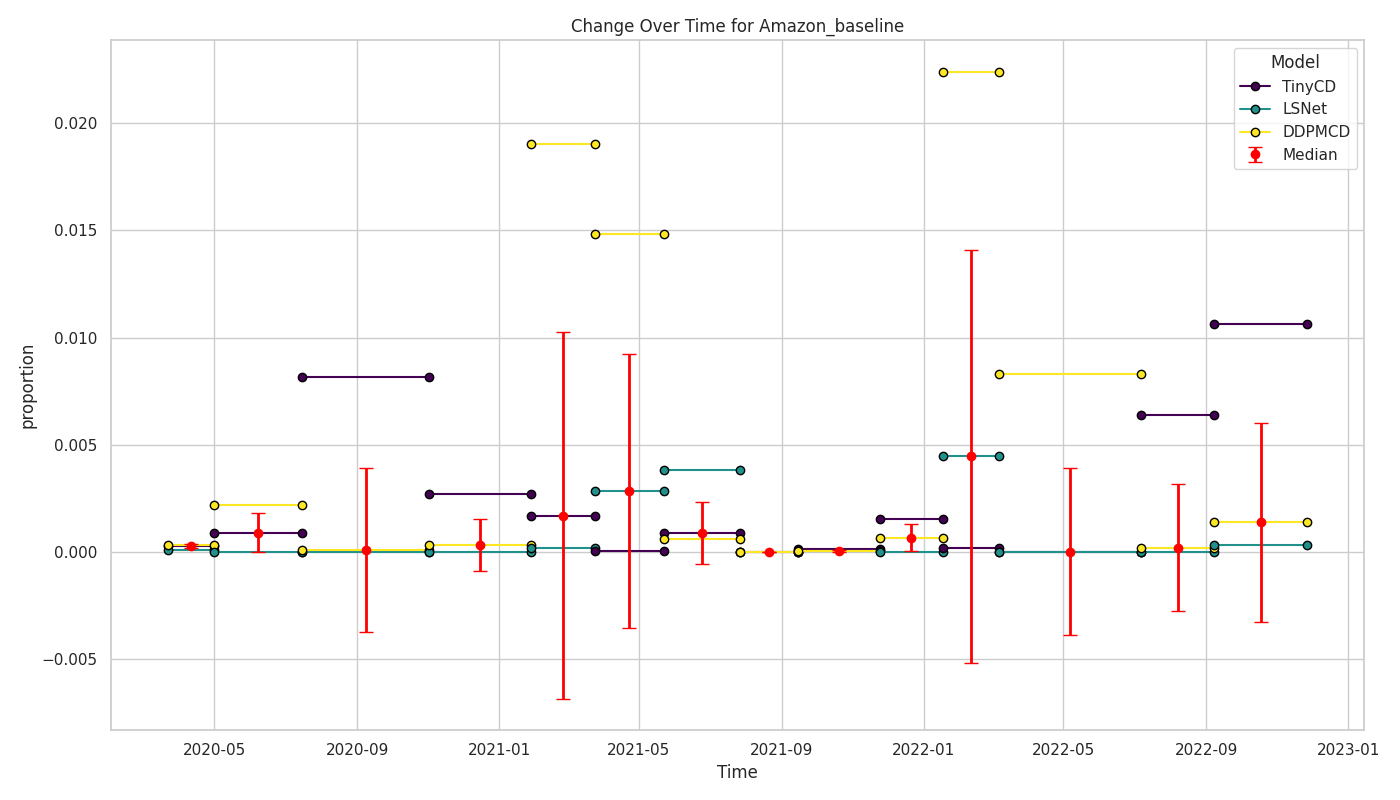 Change Over Time for Amazon_baseline
Model
TinyCD
LSNet
DDPMCD
Median
proportion
0.020
0.015
0.010
0.005
0.000
−0.005
2020-05
2020-09
2021-01
2021-05
2021-09
2022-01
2022-05
2022-09
2023-01
Time